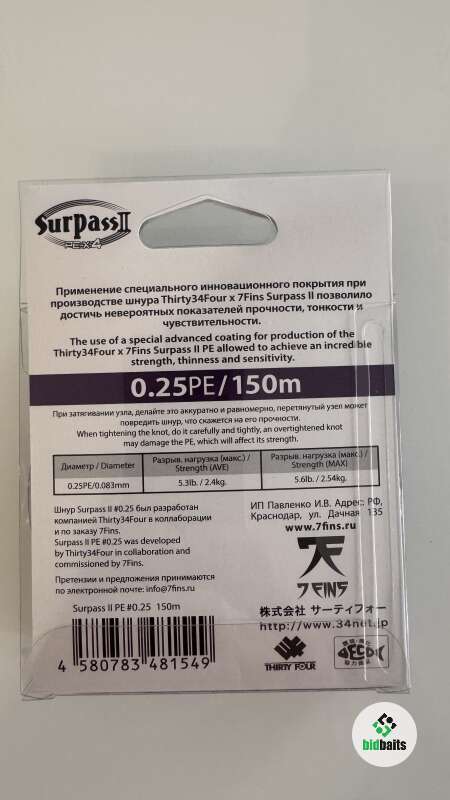 Surpass II
PE-X4
Применение специального инновационного покрытия при
производстве шнура Thirty34Four x 7Fins Surpass II позволило
достичь невероятных показателей прочности, тонкости и
чувствительности.
The use of a special advanced coating for production of the
Thirty34Four x 7Fins Surpass II PE allowed to achieve an incredible
strength, thinness and sensitivity.
0.25PE/150m
При затягивании узла, делайте это аккуратно и равномерно, перетянутый узел может
повредить шнур, что скажется на его прочности.
When tightening the knot, do it carefully and tightly, an overtightened knot
may damage the PE, which will affect its strength.
Диаметр / Diameter
Разрыв. нагрузка (макс.) /
Strength (AVE)
Разрыв. нагрузка (макс.) /
Strength (MAX)
0.25PE/0.083mm
5.3lb. / 2.4kg.
5.6lb. / 2.54kg.
Шнур Surpass II #0.25 был разработан
компанией Thirty34Four в коллаборации
и по заказу 7Fins.
Surpass II PE #0.25 was developed
by Thirty34Four in collaboration and
commissioned by 7Fins.
Претензии и предложения принимаются
по электронной почте: info@7fins.ru
ИП Павленко И.В. Адрес: РФ,
Краснодар, ул. Дачная 135
www.7fins.ru
7 FINS
株式会社 サーティフォー
http://www.34net.jp
Surpass II PE #0.25 150m
4 580783 481549
THIRTY FOUR
bidbaits